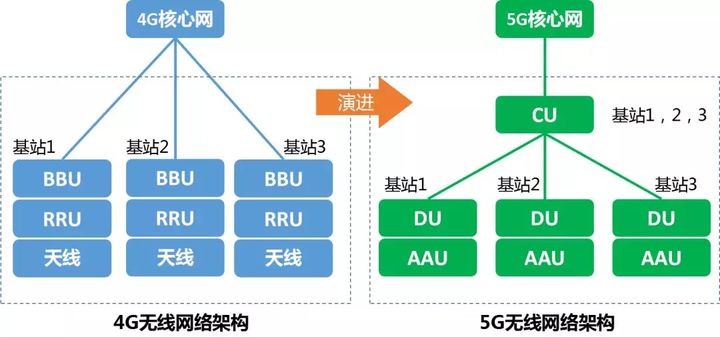 4G核心网
5G核心网
演进
CU
基站1，2，3
基站1
基站2
基站3
BBU
BBU
BBU
RRU
RRU
RRU
天线
天线
天线
基站1
基站2
基站3
DU
DU
DU
AAU
AAU
AAU
4G无线网络架构
5G无线网络架构